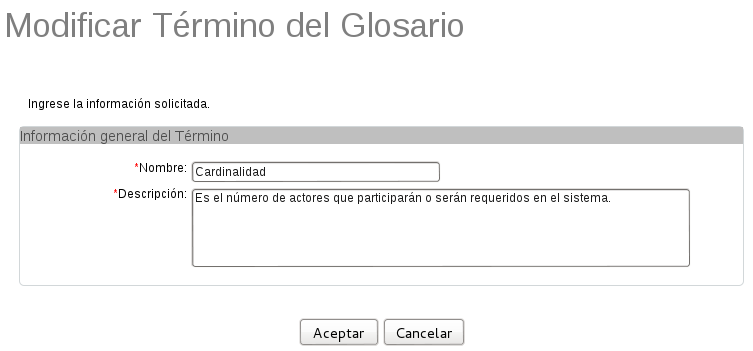 Modificar Término del Glosario
Ingrese la información solicitada.
Información general del Término
*Nombre: Cardinalidad
*Descripción: Es el número de actores que participarán o serán requeridos en el sistema.
Aceptar Cancelar